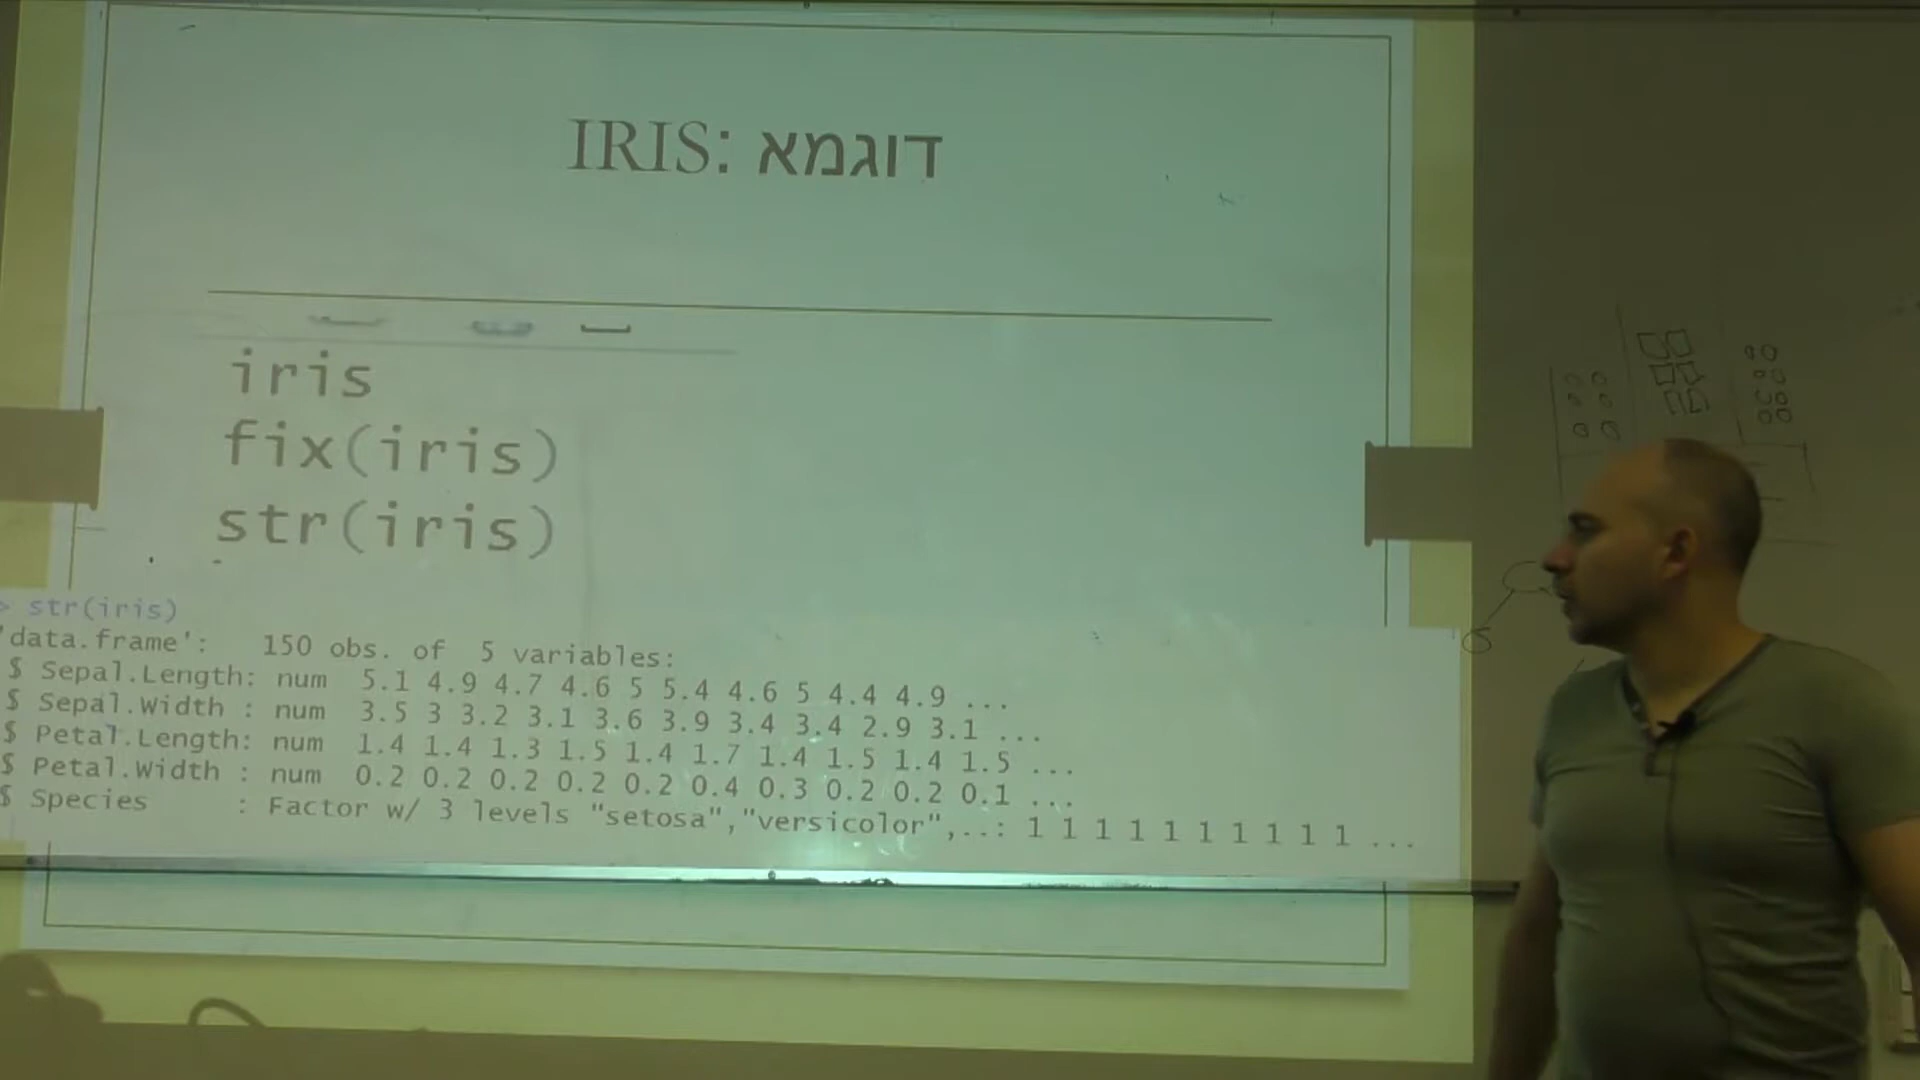 דוגמא: IRIS
iris
fix(iris)
str(iris)
> str(iris)
'data.frame': 150 obs. of 5 variables:
$ Sepal.Length: num 5.1 4.9 4.7 4.6 5 5.4 4.6 5 4.4 4.9 ...
$ Sepal.Width : num 3.5 3 3.2 3.1 3.6 3.9 3.4 3.4 2.9 3.1 ...
$ Petal.Length: num 1.4 1.4 1.3 1.5 1.4 1.7 1.4 1.5 1.4 1.5 ...
$ Petal.Width : num 0.2 0.2 0.2 0.2 0.2 0.4 0.3 0.2 0.2 0.1 ...
$ Species : Factor w/ 3 levels "setosa","versicolor",..: 1 1 1 1 1 1 1 1 1 1 ...